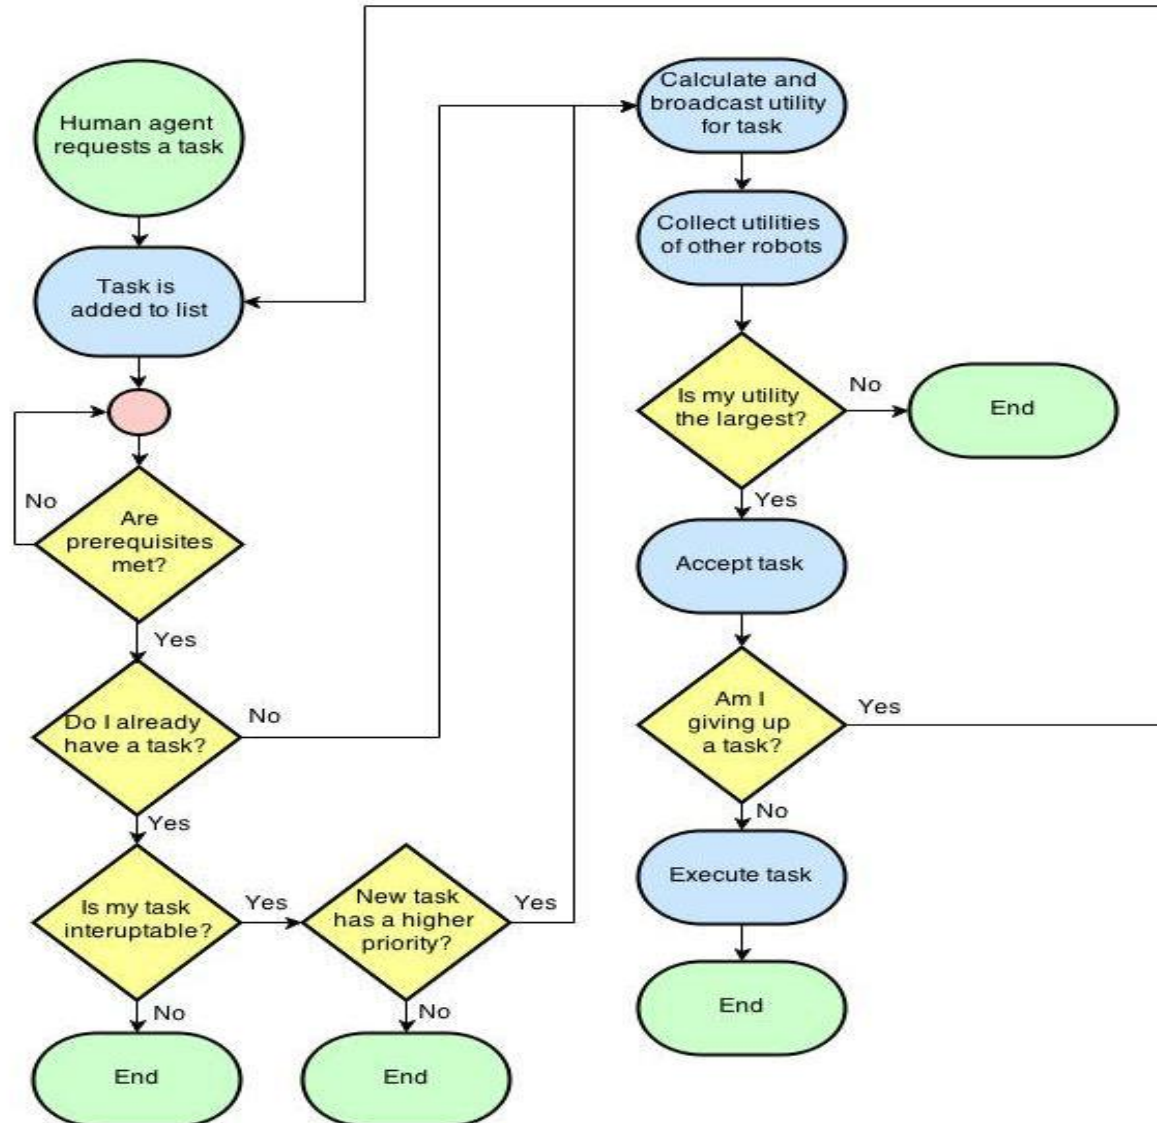 Human agent
requests a task
Task is
added to list
No
Are
prerequisites
met?
Yes
Do I already
have a task?
No
Yes
Is my task
interuptable?
Yes
No
End
New task
has a higher
priority?
Yes
No
End
Calculate and
broadcast utility
for task
Collect utilities
of other robots
Is my utility
the largest?
No
End
Yes
Accept task
Am I
giving up
a task?
Yes
No
Execute task
End